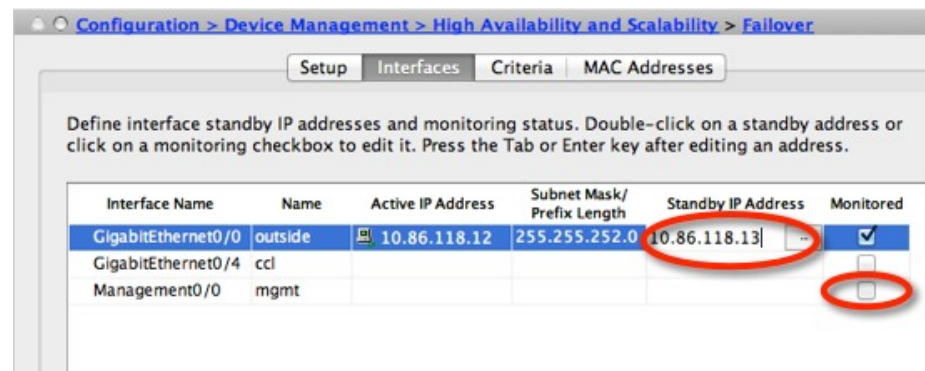 Configuration > Device Management > High Availability and Scalability > Failover
Setup Interfaces Criteria MAC Addresses
Define interface standby IP addresses and monitoring status. Double-click on a standby address or
click on a monitoring checkbox to edit it. Press the Tab or Enter key after editing an address.
Interface Name Name Active IP Address Subnet Mask/ Prefix Length Standby IP Address Monitored
GigabitEthernet0/0 outside 10.86.118.12 255.255.252.0 10.86.118.13 ...
GigabitEthernet0/4 ccl
Management0/0 mgmt